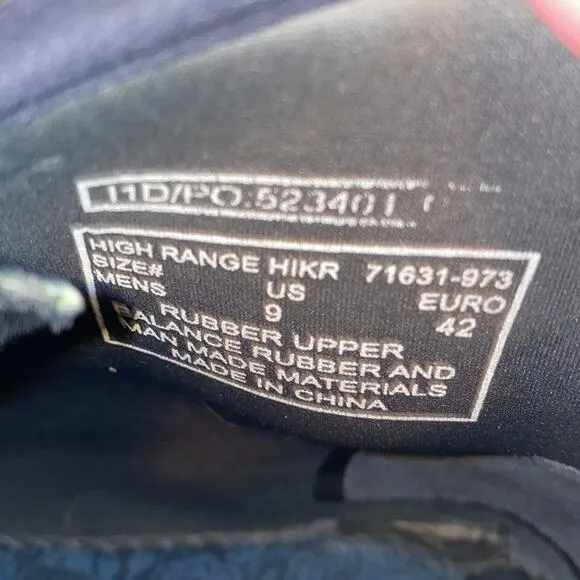 11D/PO:523401
HIGH RANGE HIKR 71631-973
SIZE# US EURO
MENS 9 42
RUBBER UPPER
BALANCE RUBBER AND
MAN MADE MATERIALS
MADE IN CHINA